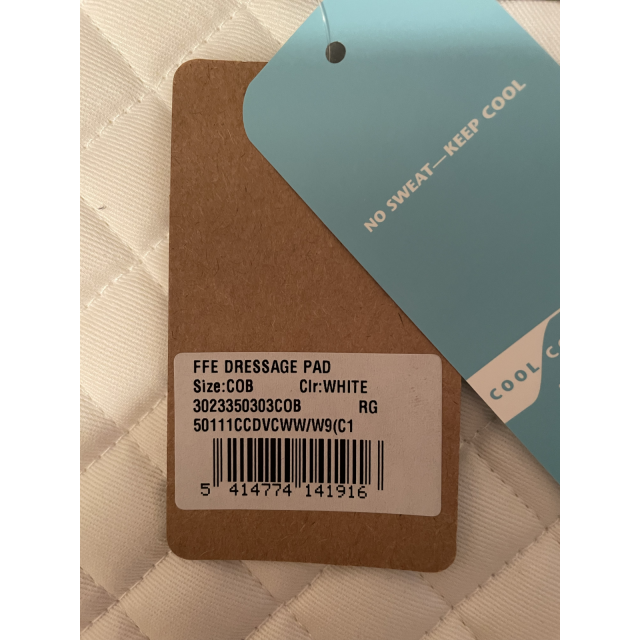 NO SWEAT—KEEP COOL
COOL
FFE DRESSAGE PAD
Size:COB Clr:WHITE
3023350303COB RG
50111CCDVCWW/W9(C1
5 414774 141916